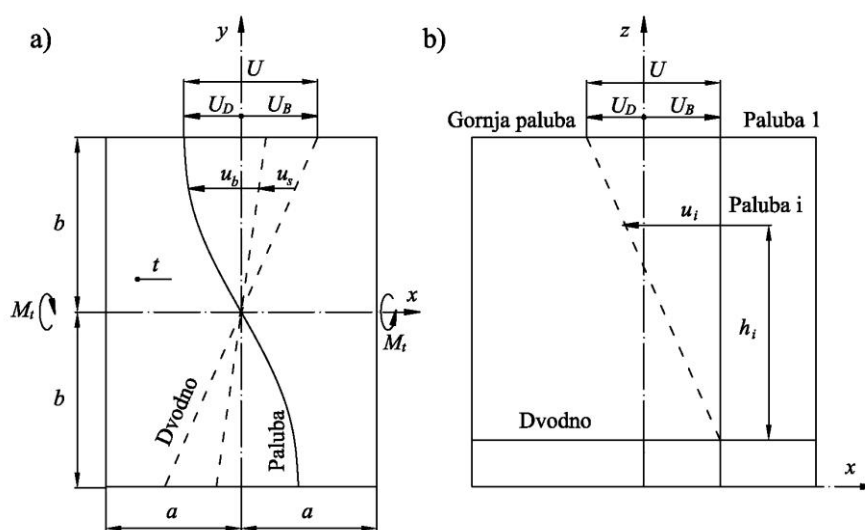 a)
y
U
U_D
U_B
u_b
u_s
b
t
M_t
x
M_t
b
Dvodno
Paluba
a
a
b)
z
U
U_D
U_B
Gornja paluba
Paluba 1
u_i
Paluba i
h_i
Dvodno
x